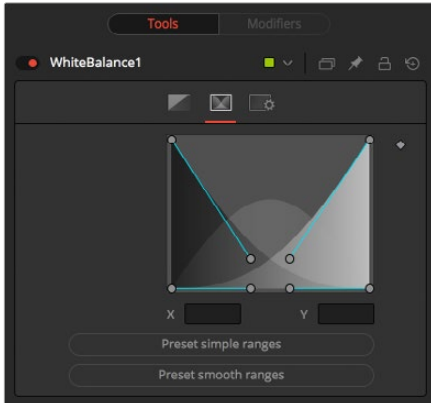 Tools Modifiers
WhiteBalance1
X Y
Preset simple ranges
Preset smooth ranges